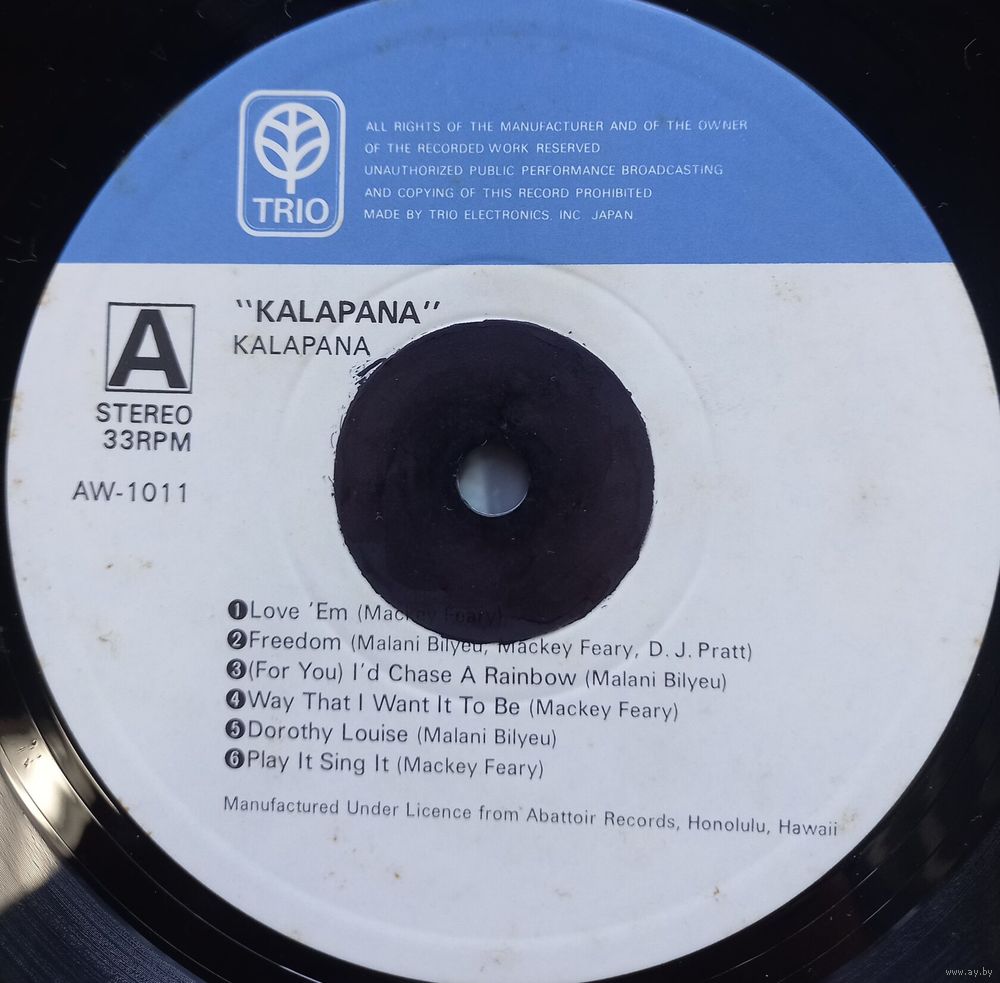 TRIO
ALL RIGHTS OF THE MANUFACTURER AND OF THE OWNER
OF THE RECORDED WORK RESERVED
UNAUTHORIZED PUBLIC PERFORMANCE BROADCASTING
AND COPYING OF THIS RECORD PROHIBITED
MADE BY TRIO ELECTRONICS, INC JAPAN
A
STEREO
33RPM
AW-1011
"KALAPANA"
KALAPANA
❶Love 'Em (Mackey Feary)
❷Freedom (Malani Bilyeu, Mackey Feary, D. J. Pratt)
❸(For You) I'd Chase A Rainbow (Malani Bilyeu)
❹Way That I Want It To Be (Mackey Feary)
❺Dorothy Louise (Malani Bilyeu)
❻Play It Sing It (Mackey Feary)
Manufactured Under Licence from Abattoir Records, Honolulu, Hawaii
www.ay.by